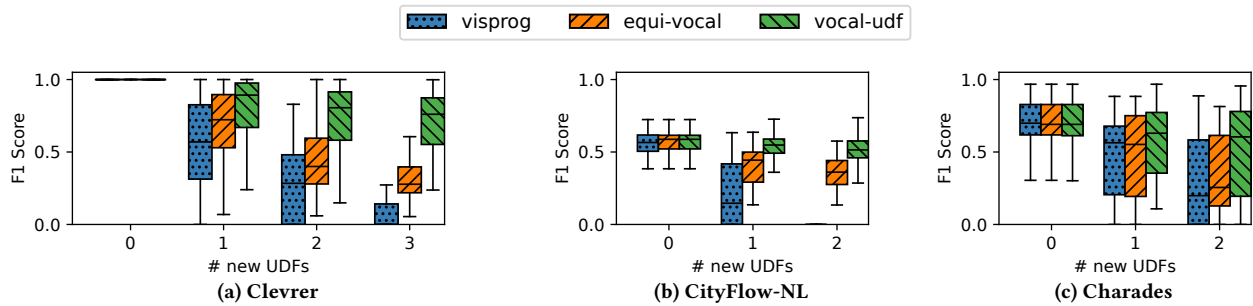 visprog equi-vocal vocal-udf
F1 Score
1.0
0.5
0.0
0 1 2 3
# new UDFs
(a) Clevrer
F1 Score
1.0
0.5
0.0
0 1 2
# new UDFs
(b) CityFlow-NL
F1 Score
1.0
0.5
0.0
0 1 2
# new UDFs
(c) Charades